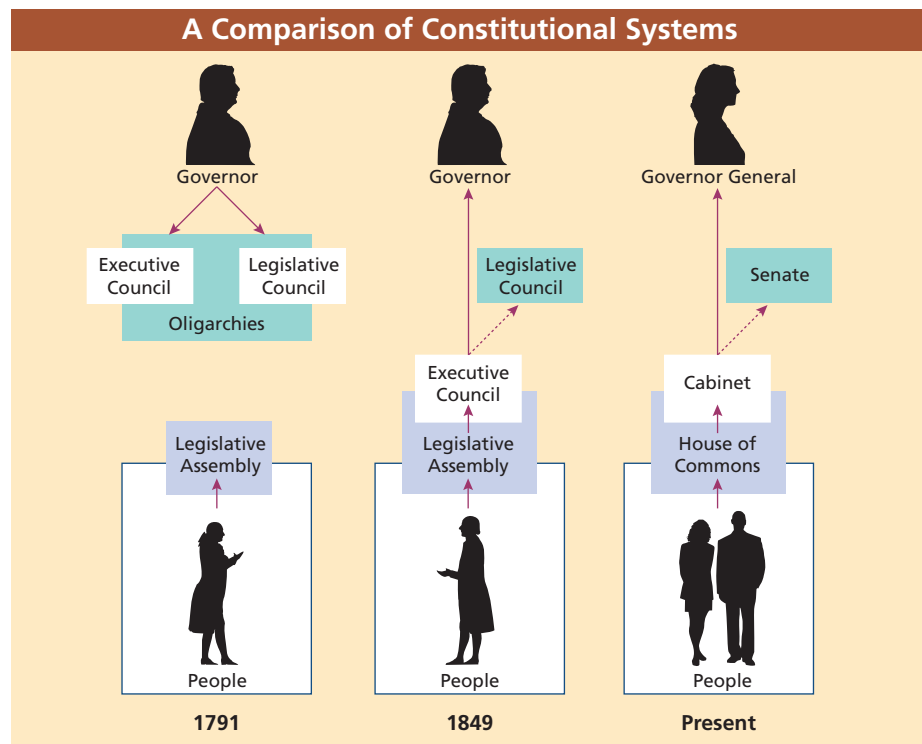 A Comparison of Constitutional Systems
Governor
Executive
Council
Legislative
Council
Oligarchies
Legislative
Assembly
People
1791
Governor
Legislative
Council
Executive
Council
Legislative
Assembly
People
1849
Governor General
Senate
Cabinet
House of
Commons
People
Present